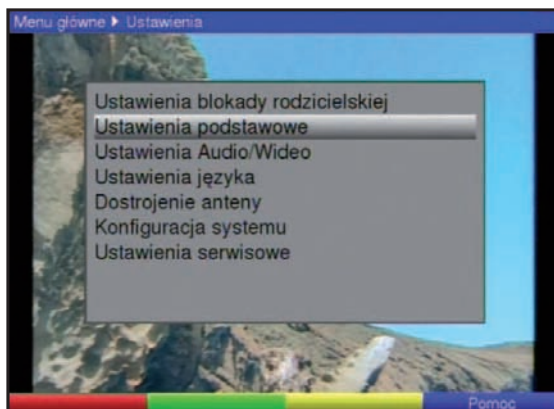 Menu główne ▶ Ustawienia
Ustawienia blokady rodzicielskiej
Ustawienia podstawowe
Ustawienia Audio/Wideo
Ustawienia języka
Dostrojenie anteny
Konfiguracja systemu
Ustawienia serwisowe
Pomoc